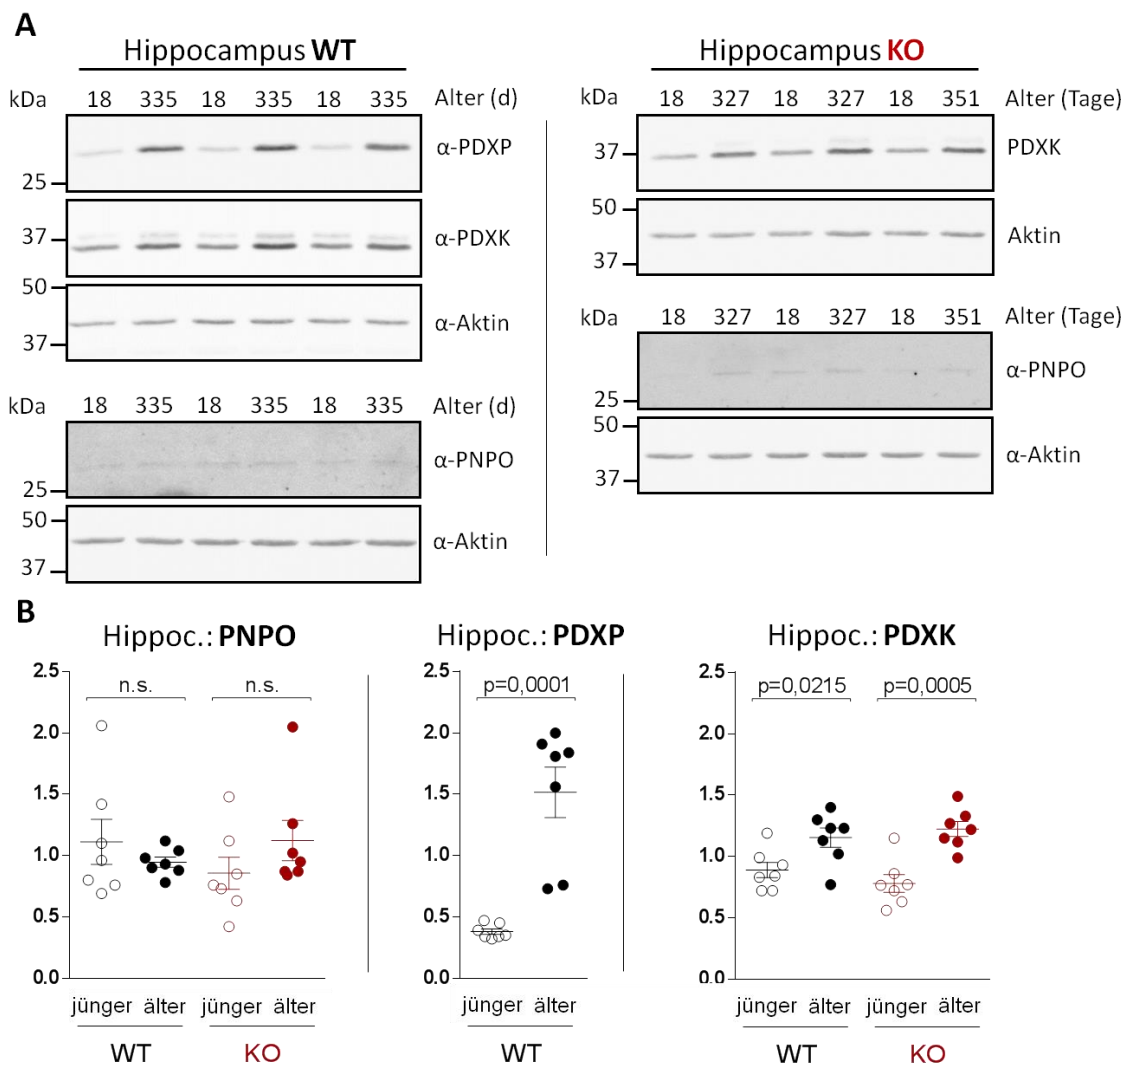 A
Hippocampus WT
kDa 18 335 18 335 18 335 Alter (d)
α-PDXP
25
37
α-PDXK
50
α-Aktin
37
kDa 18 335 18 335 18 335 Alter (d)
α-PNPO
25
50
α-Aktin
37
Hippocampus KO
kDa 18 327 18 327 18 351 Alter (Tage)
37
PDXK
50
Aktin
37
kDa 18 327 18 327 18 351 Alter (Tage)
α-PNPO
25
50
α-Aktin
37
B
Hippoc.: PNPO
2.5
n.s. n.s.
2.0
1.5
1.0
0.5
0.0
jünger älter jünger älter
WT KO
Hippoc.: PDXP
2.5
p=0,0001
2.0
1.5
1.0
0.5
0.0
jünger älter
WT
Hippoc.: PDXK
2.5
p=0,0215 p=0,0005
2.0
1.5
1.0
0.5
0.0
jünger älter jünger älter
WT KO